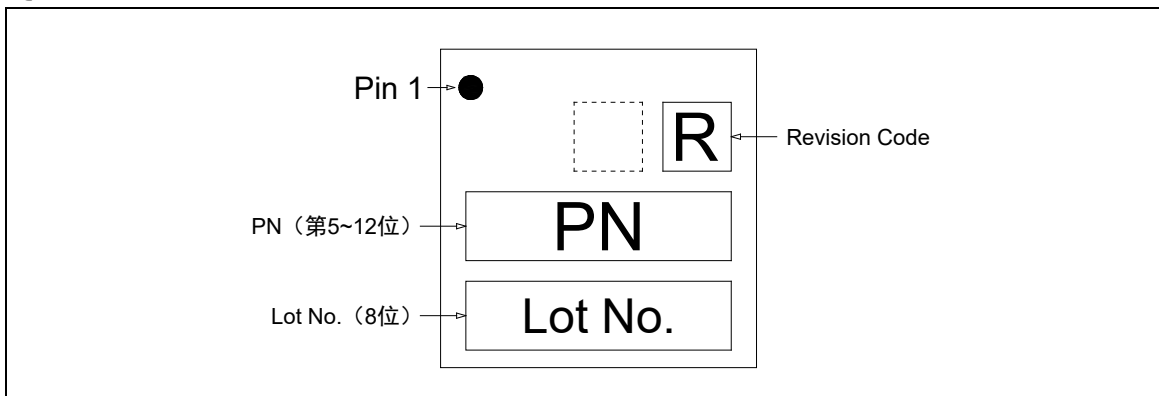 Pin 1
R
Revision Code
PN（第5~12位）
PN
Lot No.（8位）
Lot No.